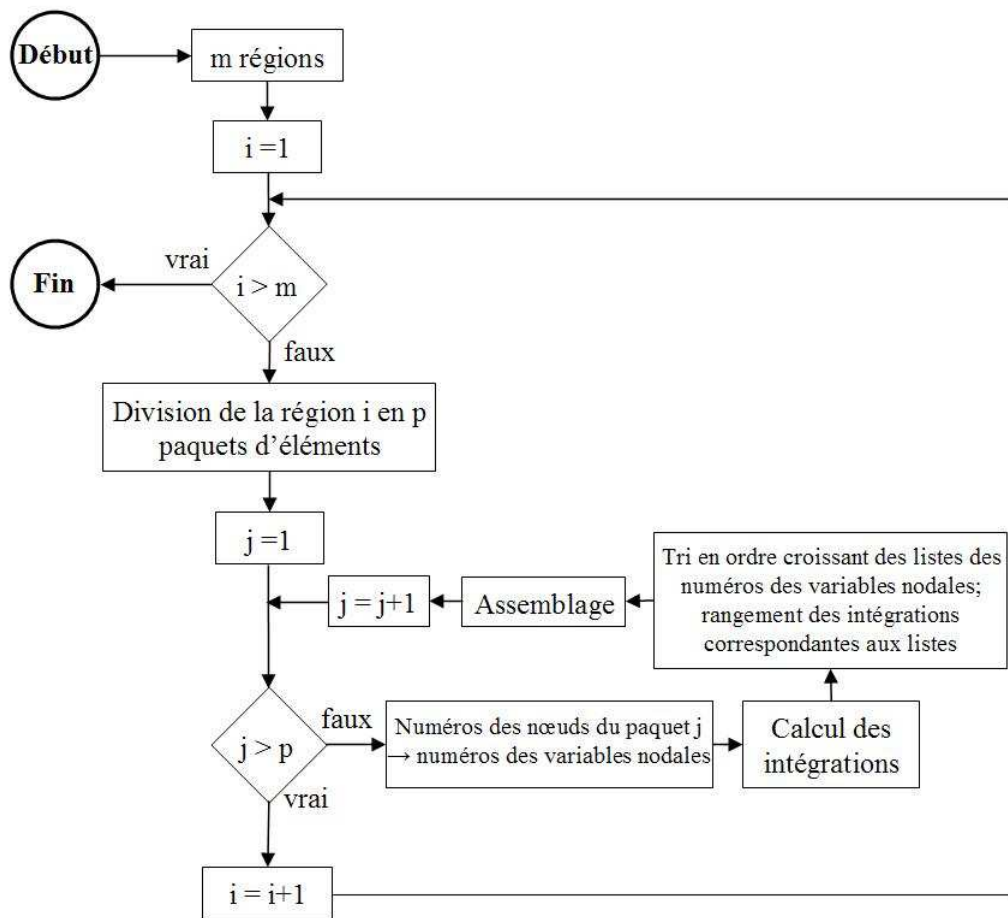 Début
m régions
i =1
vrai
Fin
i > m
faux
Division de la région i en p
paquets d’éléments
j =1
Tri en ordre croissant des listes des
numéros des variables nodales;
rangement des intégrations
correspondantes aux listes
Assemblage
j = j+1
j > p
faux
Numéros des nœuds du paquet j
→ numéros des variables nodales
Calcul des
intégrations
vrai
i = i+1